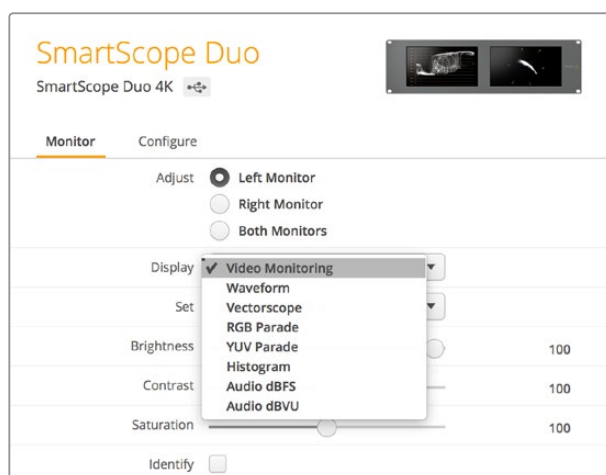 SmartScope Duo
SmartScope Duo 4K
Monitor Configure
Adjust Left Monitor
Right Monitor
Both Monitors
Display ✓ Video Monitoring
Waveform
Set Vectorscope
RGB Parade
Brightness YUV Parade 100
Histogram
Contrast Audio dBFS 100
Audio dBVU
Saturation 100
Identify